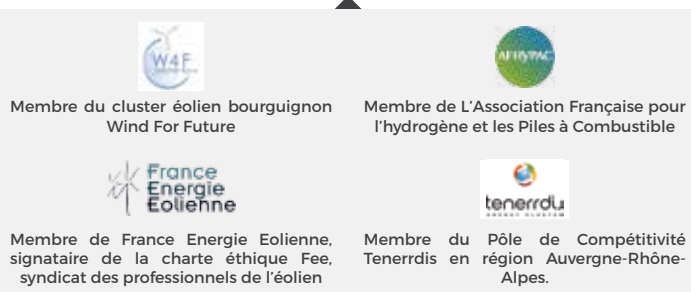 W4F
Membre du cluster éolien bourguignon
Wind For Future
AFHYPAC
Membre de L'Association Française pour
l'hydrogène et les Piles à Combustible
France
Energie
Eolienne
Membre de France Energie Eolienne,
signataire de la charte éthique Fee,
syndicat des professionnels de l'éolien
tenerrdis
ENERGY CLUSTER
Membre du Pôle de Compétitivité
Tenerrdis en région Auvergne-Rhône-
Alpes.